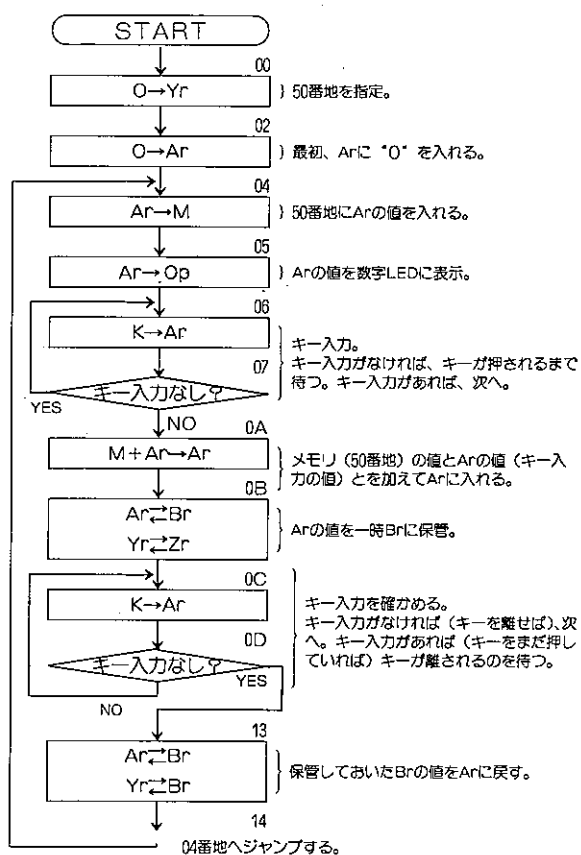 START
00
O→Yr
} 50番地を指定。
02
O→Ar
} 最初、Arに "O" を入れる。
04
Ar→M
} 50番地にArの値を入れる。
05
Ar→Op
} Arの値を数字LEDに表示。
06
K→Ar
キー入力。
キー入力がなければ、キーが押されるまで
待つ。キー入力があれば、次へ。
07
キー入力なし?
YES
NO
0A
M+Ar→Ar
メモリ(50番地)の値とArの値(キー入
力の値)とを加えてArに入れる。
0B
Ar⇄Br
Yr⇄Zr
Arの値を一時Brに保管。
0C
K→Ar
キー入力を確かめる。
キー入力がなければ(キーを離せば)、次
へ。キー入力があれば(キーをまだ押し
ていれば)キーが離されるのを待つ。
0D
キー入力なし?
YES
NO
13
Ar⇄Br
Yr⇄Br
保管しておいたBrの値をArに戻す。
14
04番地へジャンプする。